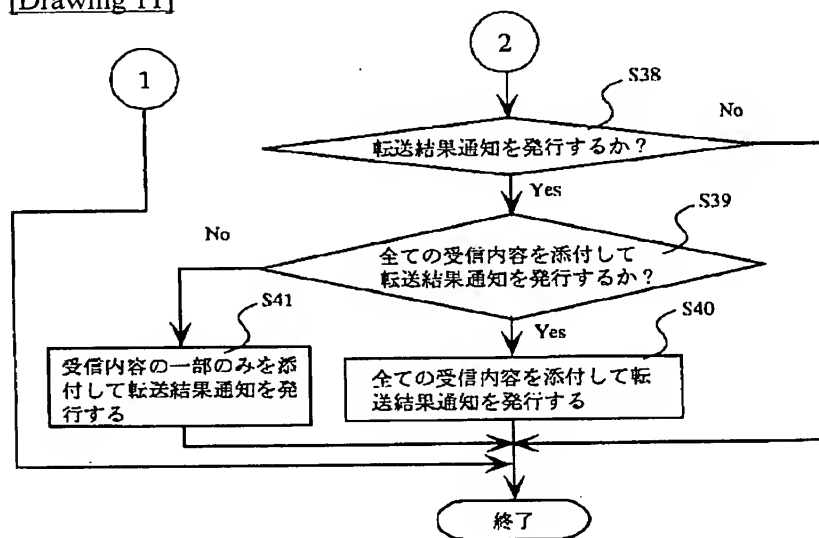 [Drawing 11]
1
2
S38
No
転送結果通知を発行するか？
Yes
S39
No
全ての受信内容を添付して
転送結果通知を発行するか？
S41
Yes
S40
受信内容の一部のみを添
付して転送結果通知を発
行する
全ての受信内容を添付して転
送結果通知を発行する
終了